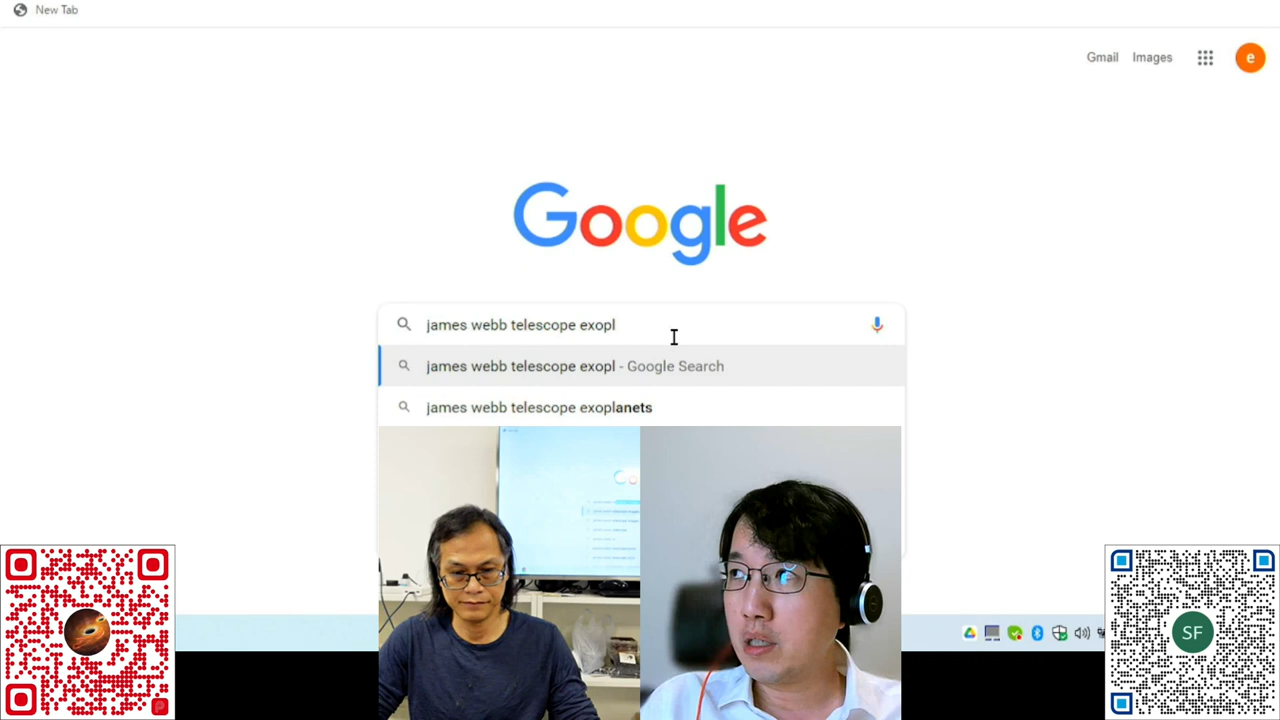 New Tab
Gmail Images
e
Google
james webb telescope exopl
james webb telescope exopl - Google Search
james webb telescope exoplanets
SF